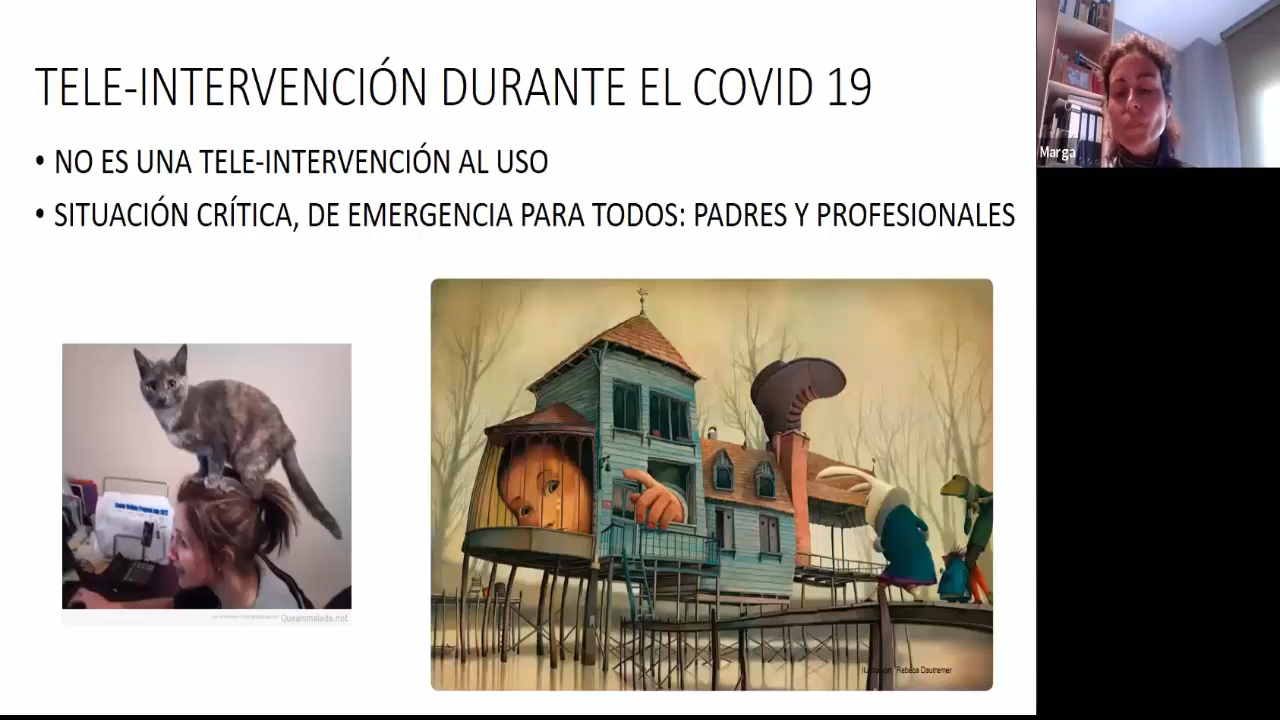 TELE-INTERVENCIÓN DURANTE EL COVID 19
• NO ES UNA TELE-INTERVENCIÓN AL USO
• SITUACIÓN CRÍTICA, DE EMERGENCIA PARA TODOS: PADRES Y PROFESIONALES
Marga
Queanimalada.net
Ilustración: Rebeca Dautremer